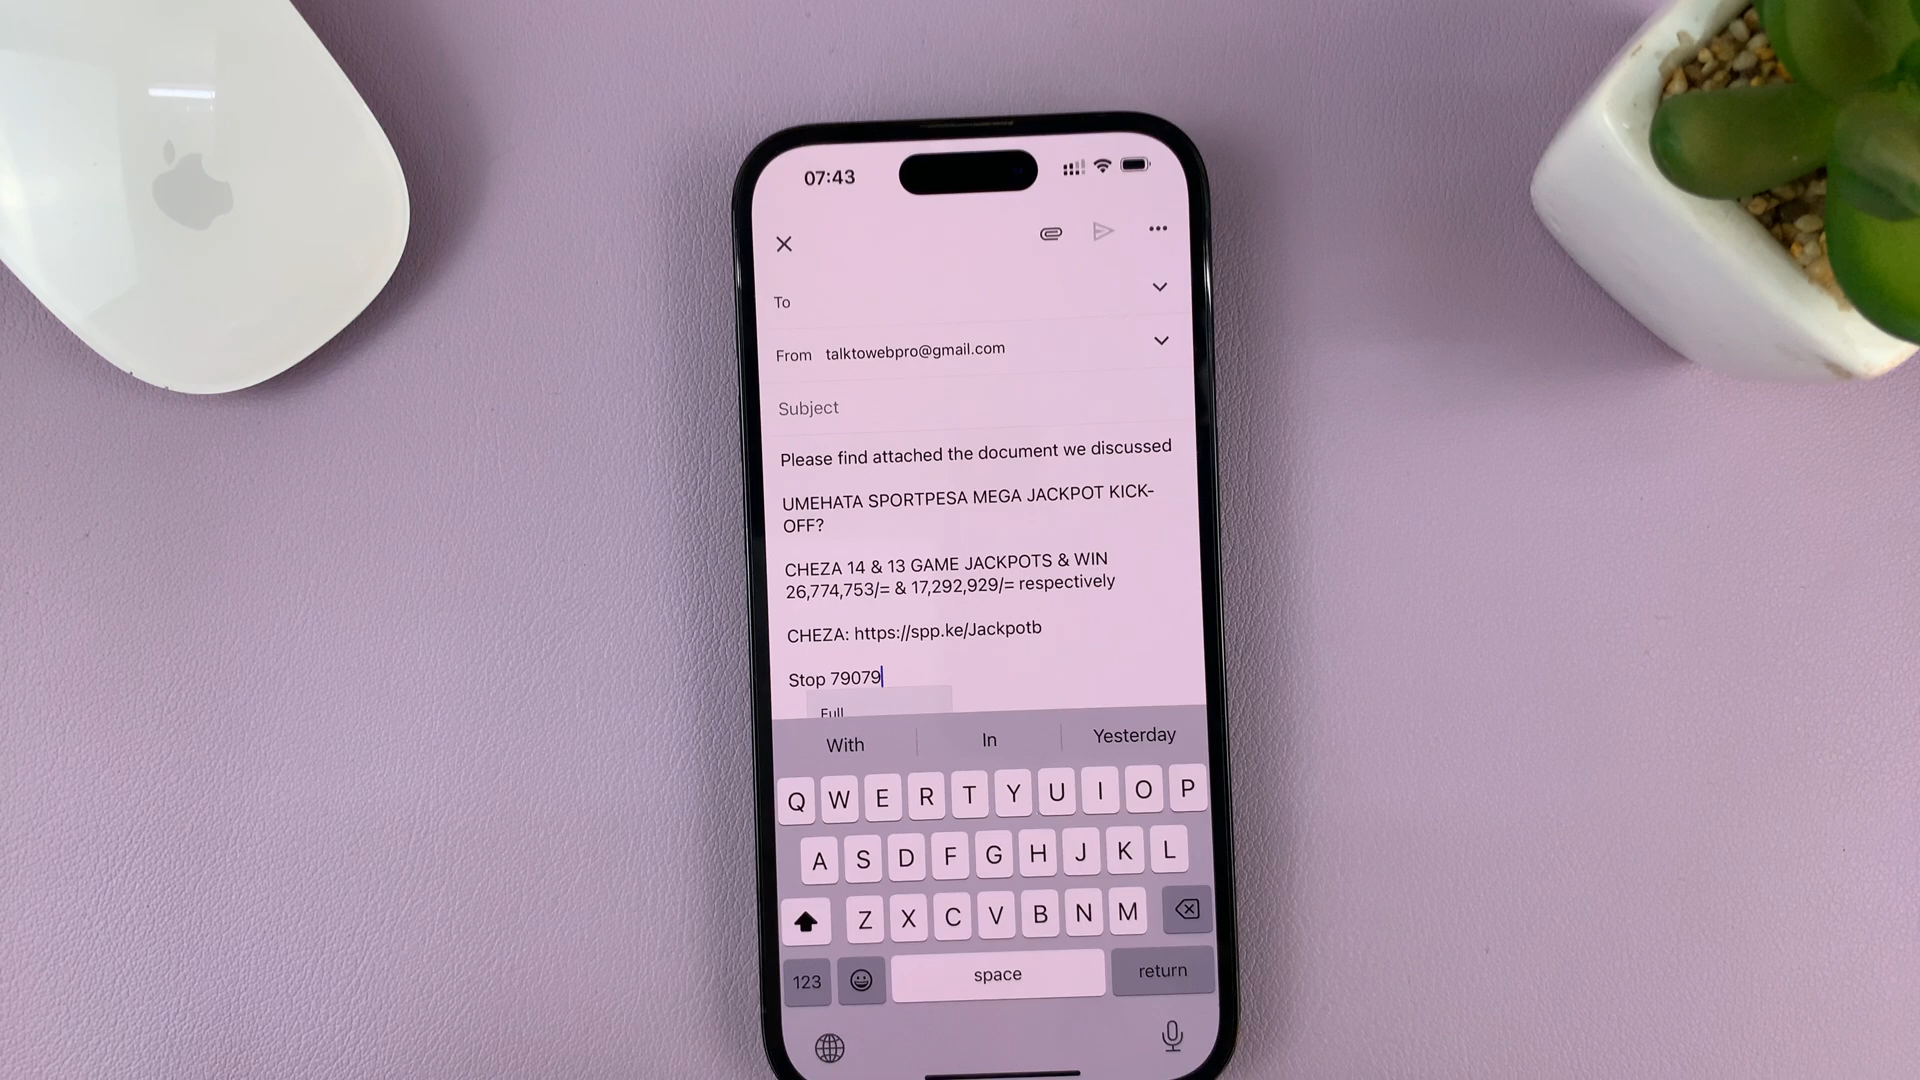 07:43
To
From talktowebpro@gmail.com
Subject
Please find attached the document we discussed
UMEHATA SPORTPESA MEGA JACKPOT KICK-
OFF?
CHEZA 14 & 13 GAME JACKPOTS & WIN
26,774,753/= & 17,292,929/= respectively
CHEZA: https://spp.ke/Jackpotb
Stop 79079
Full
With In Yesterday
Q W E R T Y U I O P
A S D F G H J K L
Z X C V B N M
123 space return